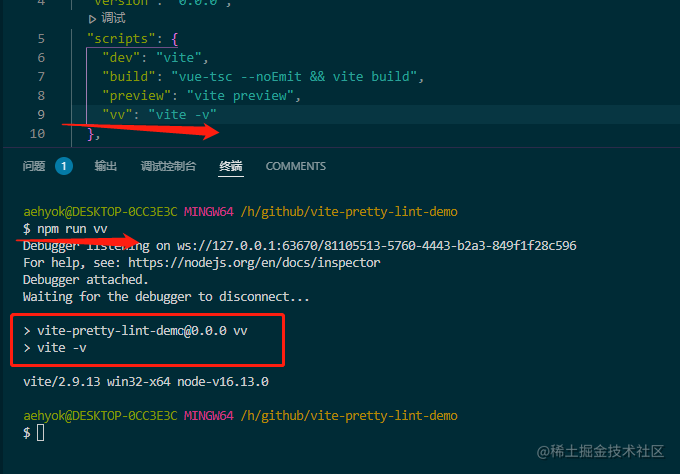 4 "version": "0.0.0",
▷ 调试
5 "scripts": {
6 "dev": "vite",
7 "build": "vue-tsc --noEmit && vite build",
8 "preview": "vite preview",
9 "vv": "vite -v"
10 },
问题 1 输出 调试控制台 终端 COMMENTS
aehyok@DESKTOP-0CC3E3C MINGW64 /h/github/vite-pretty-lint-demo
$ npm run vv
Debugger listening on ws://127.0.0.1:63670/81105513-5760-4443-b2a3-849f1f28c596
For help, see: https://nodejs.org/en/docs/inspector
Debugger attached.
Waiting for the debugger to disconnect...
> vite-pretty-lint-demo@0.0.0 vv
> vite -v
vite/2.9.13 win32-x64 node-v16.13.0
aehyok@DESKTOP-0CC3E3C MINGW64 /h/github/vite-pretty-lint-demo
$
@稀土掘金技术社区